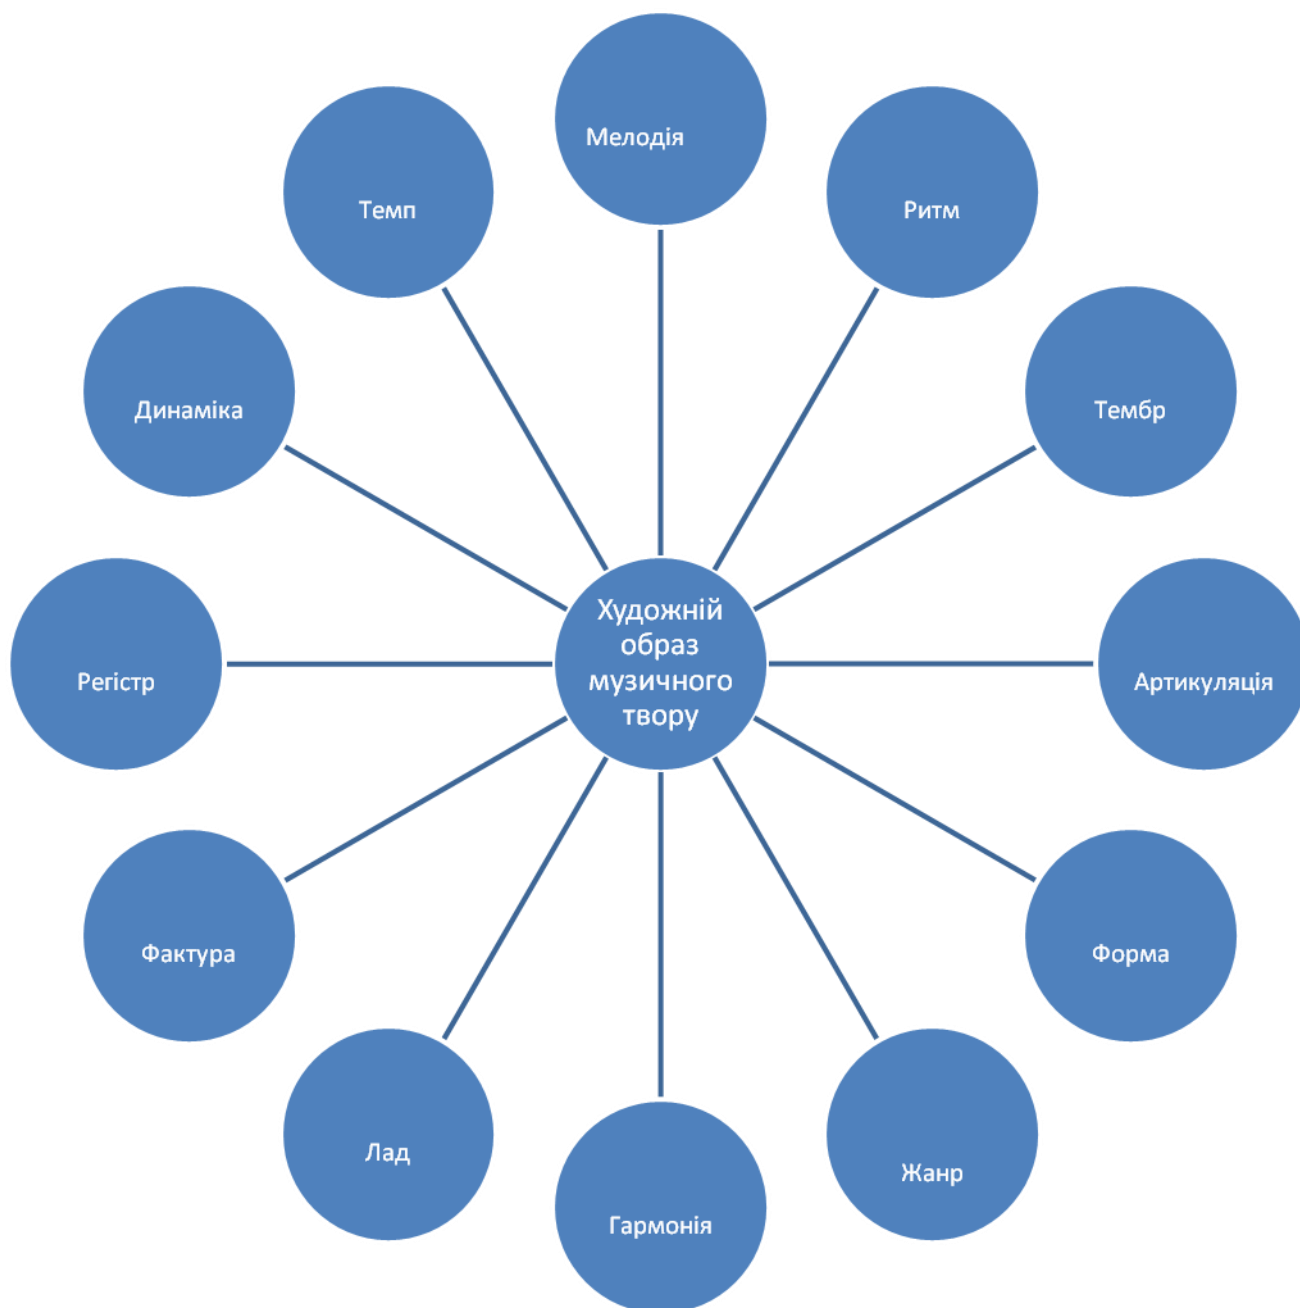 Мелодія
Ритм
Темп
Тембр
Динаміка
Художній
образ
музичного
твору
Регістр
Артикуляція
Фактура
Форма
Лад
Жанр
Гармонія